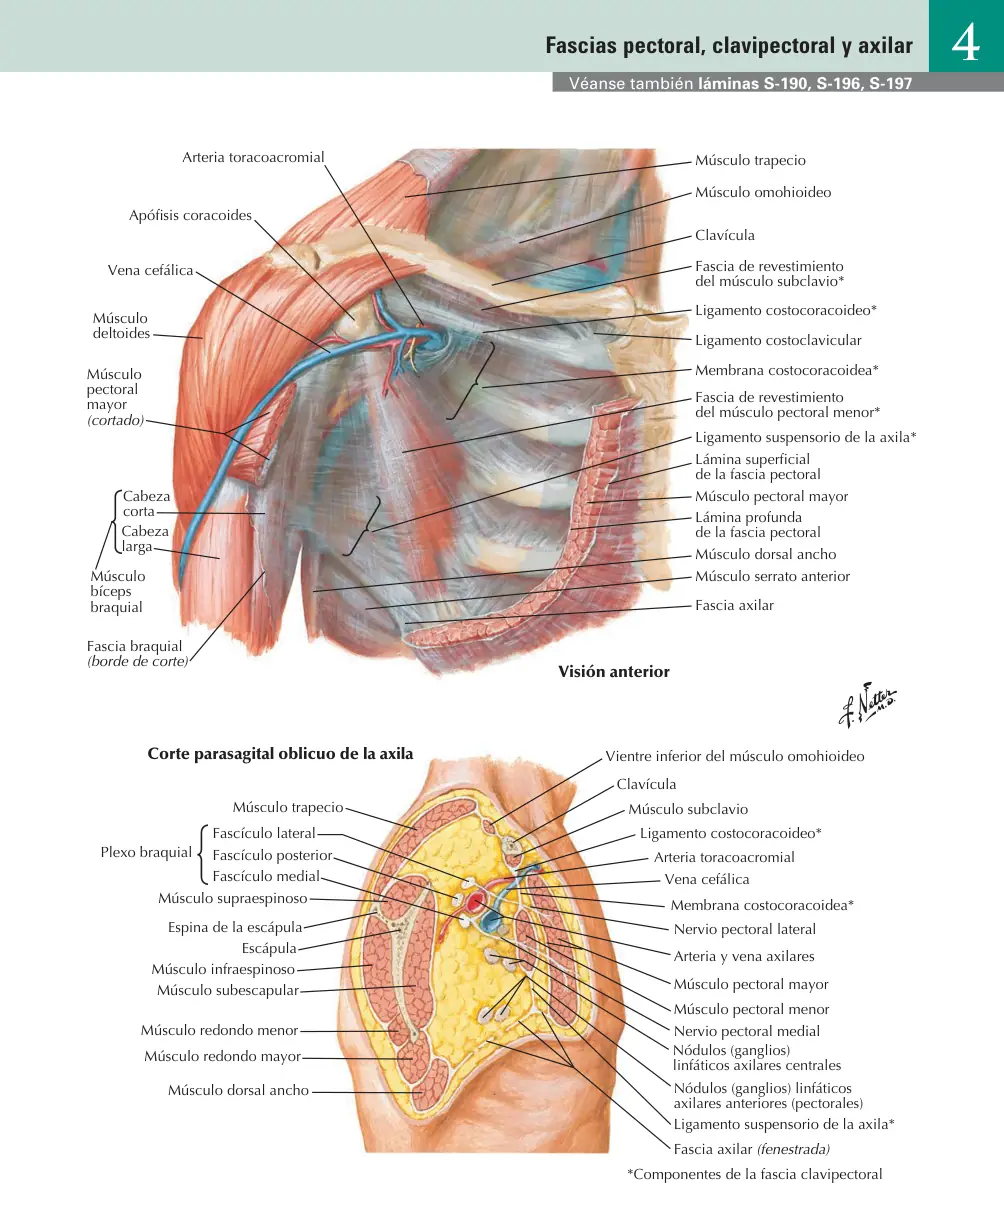 Fascias pectoral, clavipectoral y axilar
4
Véanse también láminas S-190, S-196, S-197
Arteria toracoacromial
Apófisis coracoides
Vena cefálica
Músculo
deltoides
Músculo
pectoral
mayor
(cortado)
Cabeza
corta
Cabeza
larga
Músculo
bíceps
braquial
Fascia braquial
(borde de corte)
Músculo trapecio
Músculo omohioideo
Clavícula
Fascia de revestimiento
del músculo subclavio*
Ligamento costocoracoideo*
Ligamento costoclavicular
Membrana costocoracoidea*
Fascia de revestimiento
del músculo pectoral menor*
Ligamento suspensorio de la axila*
Lámina superficial
de la fascia pectoral
Músculo pectoral mayor
Lámina profunda
de la fascia pectoral
Músculo dorsal ancho
Músculo serrato anterior
Fascia axilar
Visión anterior
F. Netter
M.D.
Corte parasagital oblicuo de la axila
Músculo trapecio
Plexo braquial
Fascículo lateral
Fascículo posterior
Fascículo medial
Músculo supraespinoso
Espina de la escápula
Escápula
Músculo infraespinoso
Músculo subescapular
Músculo redondo menor
Músculo redondo mayor
Músculo dorsal ancho
Vientre inferior del músculo omohioideo
Clavícula
Músculo subclavio
Ligamento costocoracoideo*
Arteria toracoacromial
Vena cefálica
Membrana costocoracoidea*
Nervio pectoral lateral
Arteria y vena axilares
Músculo pectoral mayor
Músculo pectoral menor
Nervio pectoral medial
Nódulos (ganglios)
linfáticos axilares centrales
Nódulos (ganglios) linfáticos
axilares anteriores (pectorales)
Ligamento suspensorio de la axila*
Fascia axilar (fenestrada)
*Componentes de la fascia clavipectoral